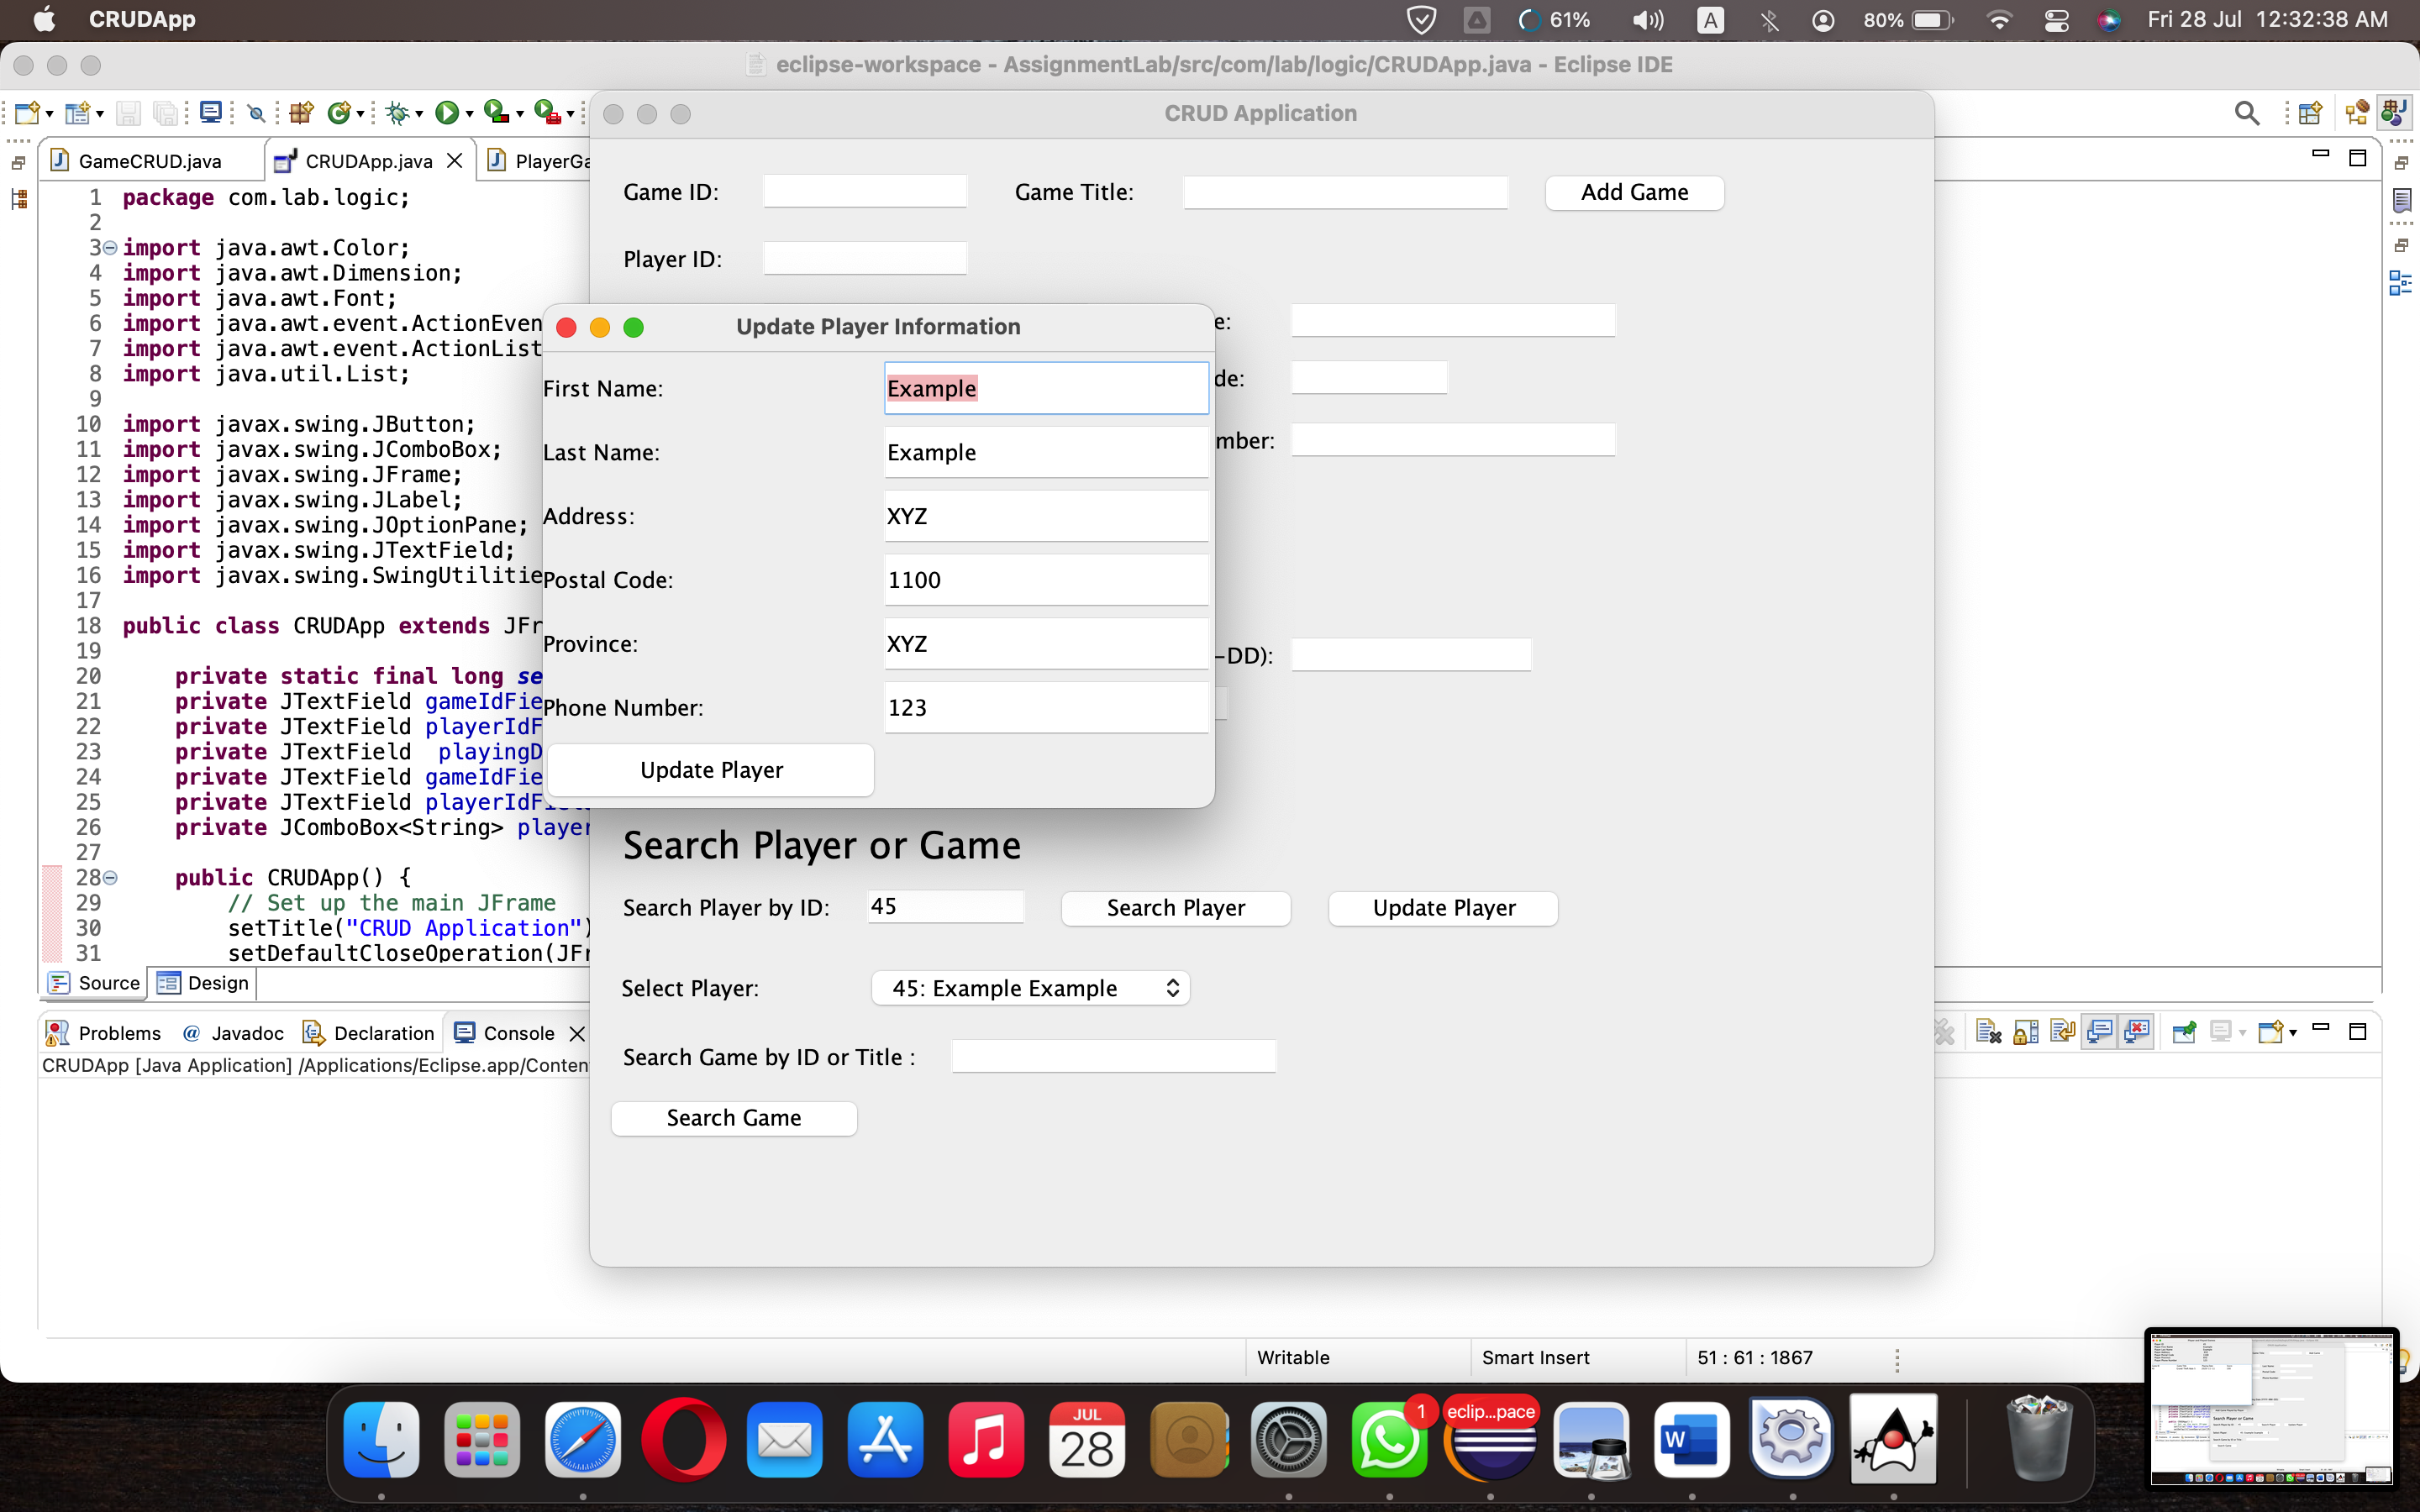 CRUDApp
61%
A
80%
Fri 28 Jul 12:32:38 AM
eclipse-workspace - AssignmentLab/src/com/lab/logic/CRUDApp.java - Eclipse IDE
GameCRUD.java
CRUDApp.java
PlayerGa
1 package com.lab.logic;
2
3 import java.awt.Color;
4 import java.awt.Dimension;
5 import java.awt.Font;
6 import java.awt.event.ActionEven
7 import java.awt.event.ActionList
8 import java.util.List;
9
10 import javax.swing.JButton;
11 import javax.swing.JComboBox;
12 import javax.swing.JFrame;
13 import javax.swing.JLabel;
14 import javax.swing.JOptionPane;
15 import javax.swing.JTextField;
16 import javax.swing.SwingUtilitie
17
18 public class CRUDApp extends JFr
19
20 private static final long se
21 private JTextField gameIdFie
22 private JTextField playerIdF
23 private JTextField playingD
24 private JTextField gameIdFie
25 private JTextField playerIdField
26 private JComboBox<String> player
27
28 public CRUDApp() {
29 // Set up the main JFrame
30 setTitle("CRUD Application")
31 setDefaultCloseOperation(JFr
Source
Design
Problems
@ Javadoc
Declaration
Console
CRUDApp [Java Application] /Applications/Eclipse.app/Conten
CRUD Application
Game ID:
Game Title:
Add Game
Player ID:
e:
de:
mber:
-DD):
Update Player Information
First Name: Example
Last Name: Example
Address: XYZ
Postal Code: 1100
Province: XYZ
Phone Number: 123
Update Player
Search Player or Game
Search Player by ID: 45
Search Player
Update Player
Select Player: 45: Example Example
Search Game by ID or Title :
Search Game
Writable
Smart Insert
51 : 61 : 1867
JUL
28
1
eclip...pace
W